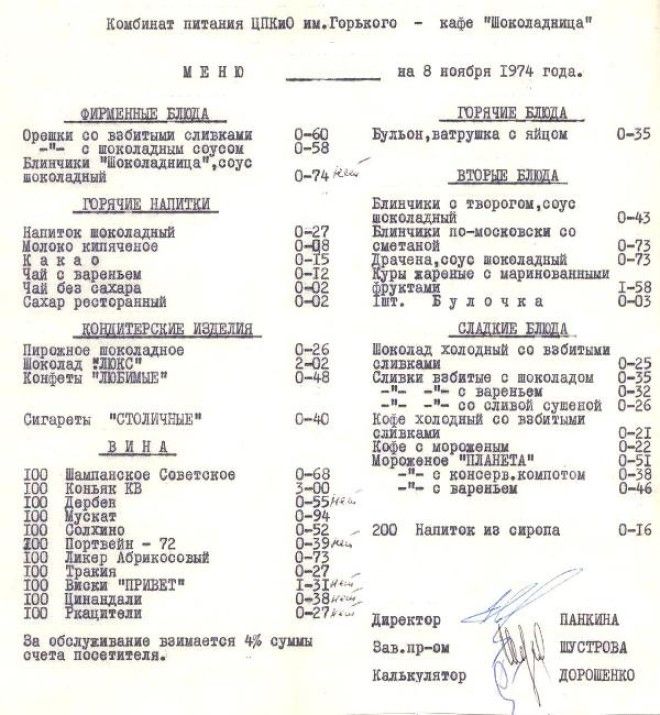 Комбинат питания ЦПКиО им.Горького - кафе "Шоколадница"
М Е Н Ю на 8 ноября 1974 года.
ФИРМЕННЫЕ БЛЮДА
Орешки со взбитыми сливками 0-60
-"- с шоколадным соусом 0-58
Блинчики "Шоколадница",соус
шоколадный 0-74 нет
ГОРЯЧИЕ НАПИТКИ
Напиток шоколадный 0-27
Молоко кипяченое 0-08
К а к а о 0-15
Чай с вареньем 0-12
Чай без сахара 0-02
Сахар ресторанный 0-02
КОНДИТЕРСКИЕ ИЗДЕЛИЯ
Пирожное шоколадное 0-26
Шоколад "ЛЮКС" 2-02
Конфеты "ЛЮБИМЫЕ" 0-48
Сигареты "СТОЛИЧНЫЕ" 0-40
В И Н А
100 Шампанское Советское 0-68
100 Коньяк КВ 3-00
100 Дербен 0-55 нет
100 Мускат 0-94
100 Солхино 0-52
100 Портвейн - 72 0-39 нет
100 Ликер Абрикосовый 0-73
100 Тракия 0-27
100 Виски "ПРИВЕТ" 1-31 нет
100 Цинандали 0-38 нет
100 Ркацители 0-27 нет
За обслуживание взимается 4% суммы
счета посетителя.
ГОРЯЧИЕ БЛЮДА
Бульон,ватрушка с яйцом 0-35
ВТОРЫЕ БЛЮДА
Блинчики с творогом,соус
шоколадный 0-43
Блинчики по-московски со
сметаной 0-73
Драчена,соус шоколадный 0-73
Куры жареные с маринованными
фруктами 1-58
1шт. Б у л о ч к а 0-03
СЛАДКИЕ БЛЮДА
Шоколад холодный со взбитыми
сливками 0-25
Сливки взбитые с шоколадом 0-35
-"- -"- с вареньем 0-32
-"- -"- со сливой сушеной 0-26
Кофе холодный со взбитыми
сливками 0-21
Кофе с мороженым 0-22
Мороженое "ПЛАНЕТА" 0-51
-"- с консерв.компотом 0-38
-"- с вареньем 0-46
200 Напиток из сиропа 0-16
Директор ПАНКИНА
Зав.пр-ом ШУСТРОВА
Калькулятор ДОРОШЕНКО